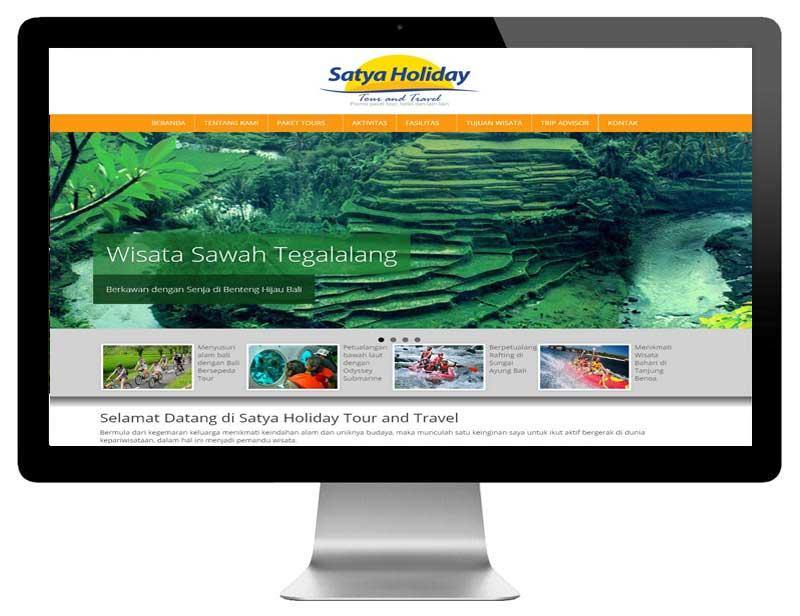 Satya Holiday
Tour and Travel
BERANDA TENTANG KAMI PAKET TOURS AKTIVITAS FASILITAS TUJUAN WISATA TRIP ADVISOR KONTAK
Wisata Sawah Tegalalang
Berkawan dengan Senja di Benteng Hijau Bali
Menyusuri
alam bali
dengan Bali
Bersepeda
Tour
Petualangan
bawah laut
dengan
Odyssey
Submarine
Berpetualang
Rafting di
Sungai
Ayung Bali
Menikmati
Wisata
Bahari di
Tanjung
Benoa
Selamat Datang di Satya Holiday Tour and Travel
Bermula dari kegemaran keluarga menikmati keindahan alam dan uniknya budaya, maka munculah satu keinginan saya untuk ikut aktif bergerak di dunia
kepariwisataan, dalam hal ini menjadi pemandu wisata.